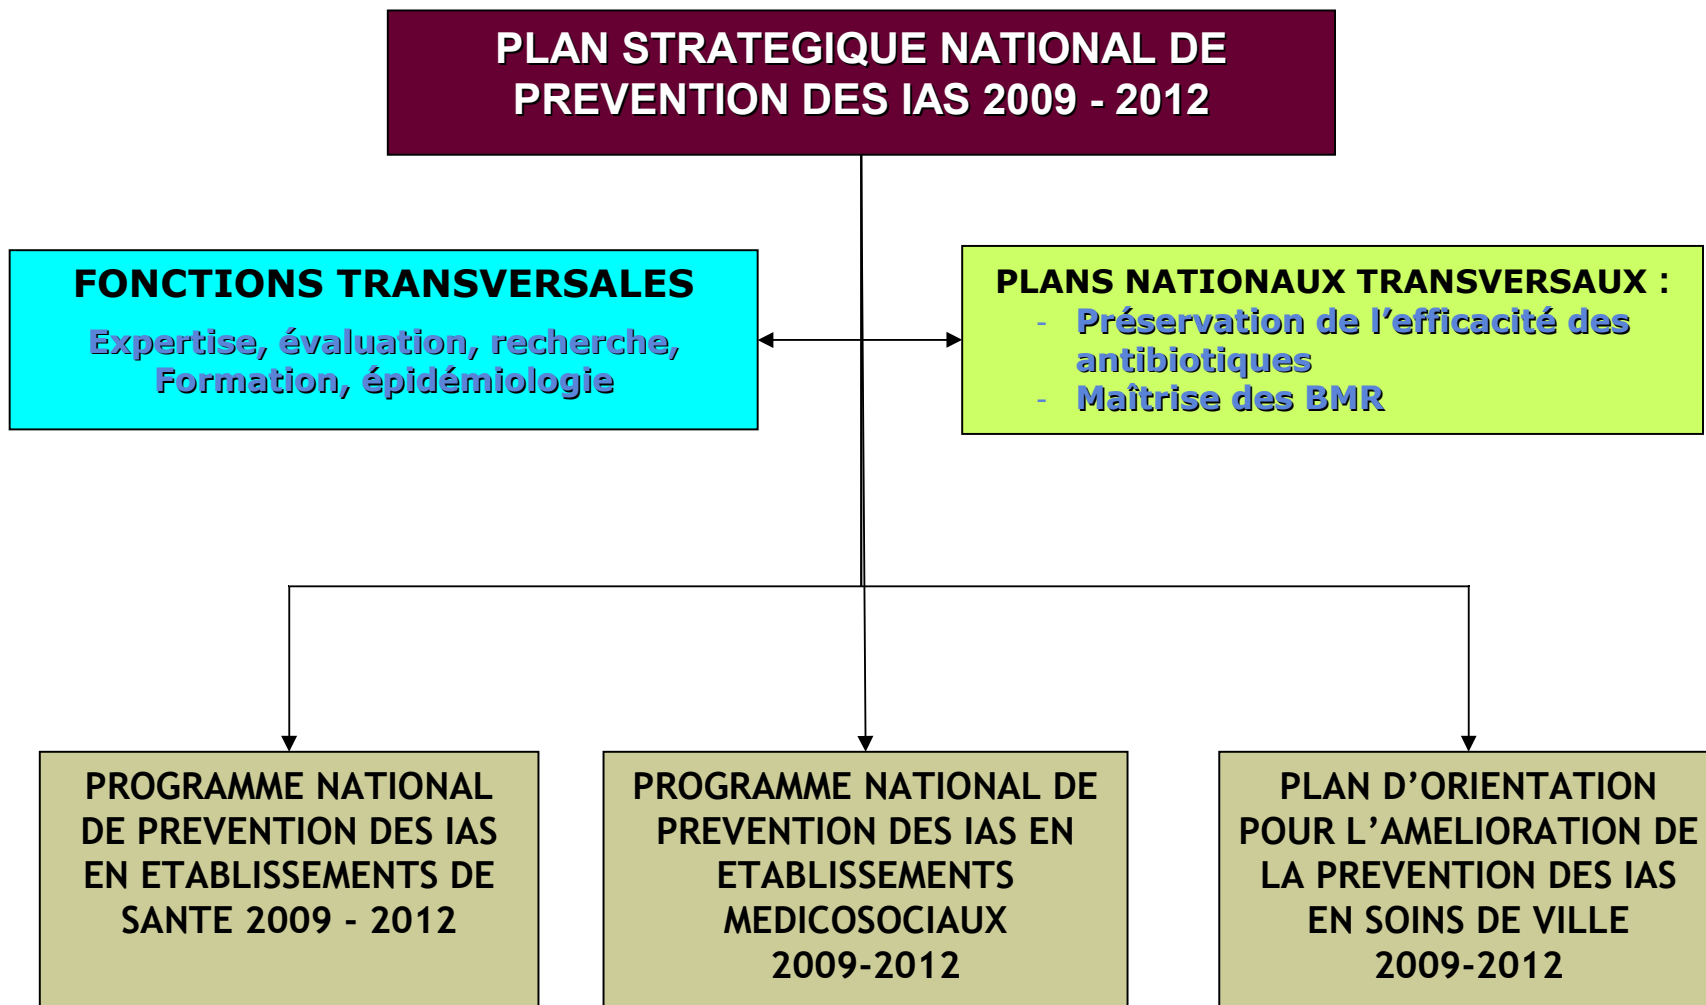 PLAN STRATEGIQUE NATIONAL DE
PREVENTION DES IAS 2009 - 2012
FONCTIONS TRANSVERSALES
Expertise, évaluation, recherche,
Formation, épidémiologie
PLANS NATIONAUX TRANSVERSAUX :
- Préservation de l’efficacité des
antibiotiques
- Maîtrise des BMR
PROGRAMME NATIONAL
DE PREVENTION DES IAS
EN ETABLISSEMENTS DE
SANTE 2009 - 2012
PROGRAMME NATIONAL DE
PREVENTION DES IAS EN
ETABLISSEMENTS
MEDICOSOCIAUX
2009-2012
PLAN D’ORIENTATION
POUR L’AMELIORATION DE
LA PREVENTION DES IAS
EN SOINS DE VILLE
2009-2012